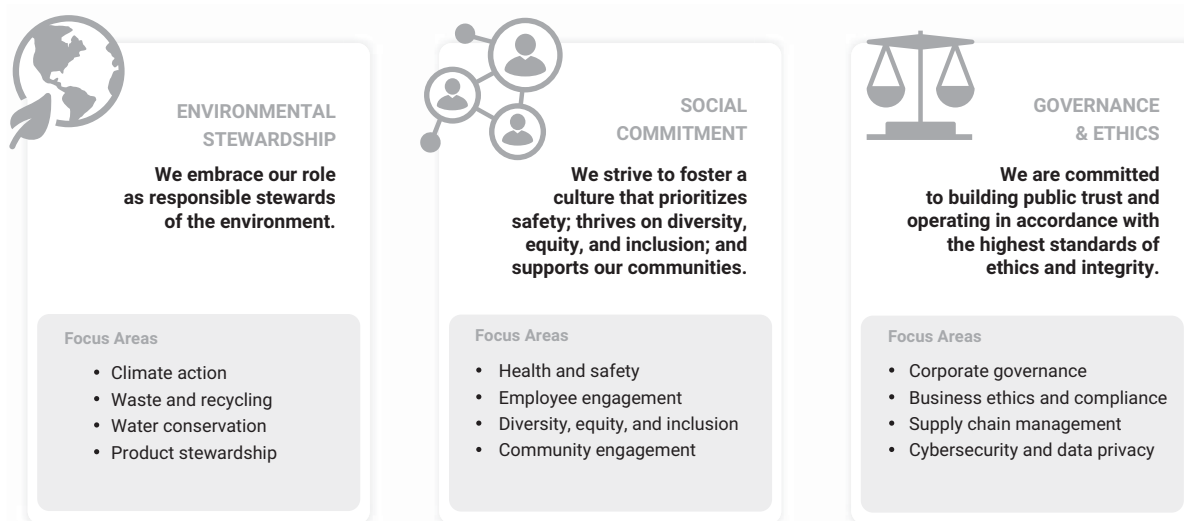 ENVIRONMENTAL
STEWARDSHIP
We embrace our role
as responsible stewards
of the environment.
Focus Areas
• Climate action
• Waste and recycling
• Water conservation
• Product stewardship
SOCIAL
COMMITMENT
We strive to foster a
culture that prioritizes
safety; thrives on diversity,
equity, and inclusion; and
supports our communities.
Focus Areas
• Health and safety
• Employee engagement
• Diversity, equity, and inclusion
• Community engagement
GOVERNANCE
& ETHICS
We are committed
to building public trust and
operating in accordance with
the highest standards of
ethics and integrity.
Focus Areas
• Corporate governance
• Business ethics and compliance
• Supply chain management
• Cybersecurity and data privacy